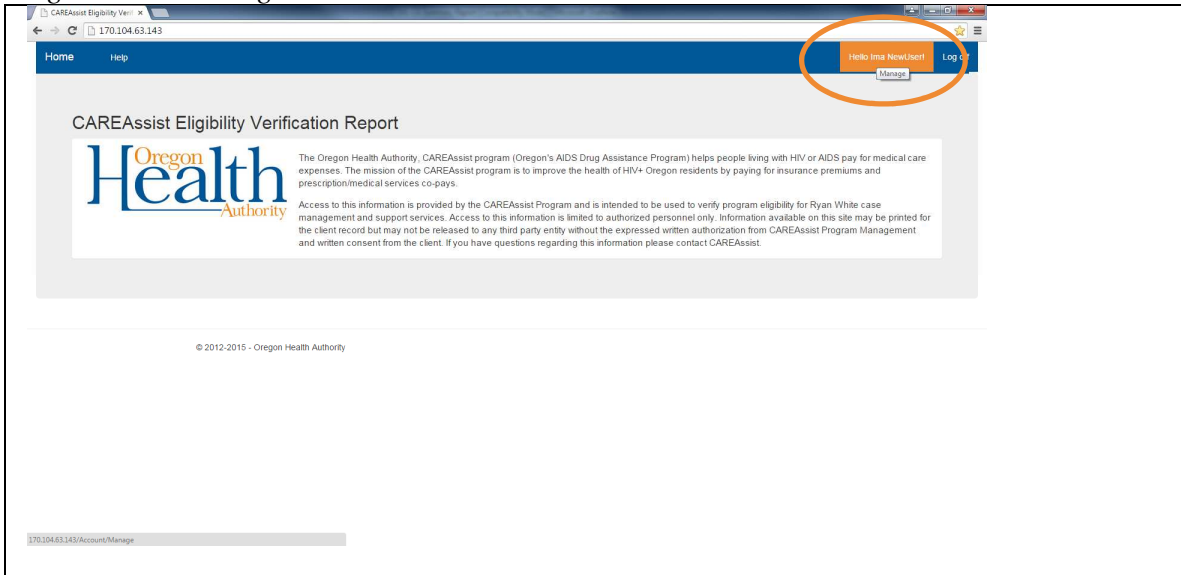 CAREAssist Eligibility Veri
170.104.63.143
Home Help Hello Ima NewUser! Log off
Manage
CAREAssist Eligibility Verification Report
Oregon
Health
Authority
The Oregon Health Authority, CAREAssist program (Oregon's AIDS Drug Assistance Program) helps people living with HIV or AIDS pay for medical care
expenses. The mission of the CAREAssist program is to improve the health of HIV+ Oregon residents by paying for insurance premiums and
prescription/medical services co-pays.
Access to this information is provided by the CAREAssist Program and is intended to be used to verify program eligibility for Ryan White case
management and support services. Access to this information is limited to authorized personnel only. Information available on this site may be printed for
the client record but may not be released to any third party entity without the expressed written authorization from CAREAssist Program Management
and written consent from the client. If you have questions regarding this information please contact CAREAssist.
© 2012-2015 - Oregon Health Authority
170.104.63.143/Account/Manage